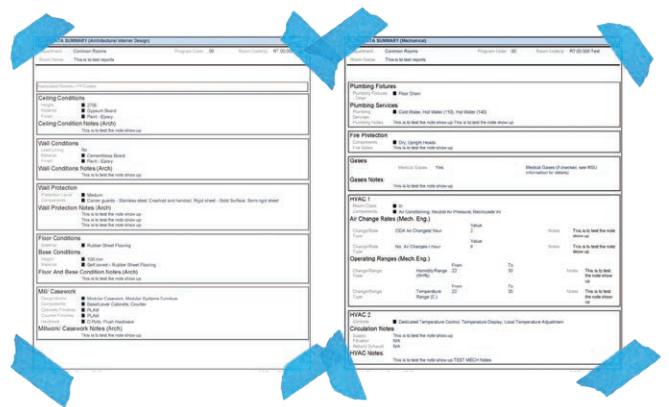 DATA SUMMARY (Architectural Interior Design)
Common Rooms Program Code: .00 Room Code(s): RT 00.000
Room Name This is to test reports
Ceiling Conditions
Height 2700
Material Gypsum Board
Finish Paint - Epoxy
Ceiling Condition Notes (Arch)
This is to test the note show up
Wall Conditions
Lead Lining No
Material Cementitious Board
Finish Paint - Epoxy
Wall Conditions Notes (Arch)
This is to test the note show up
Wall Protection
Protection Level Medium
Components Corner guards - Stainless steel, Crashrail and handrail, Rigid sheet - Solid Surface, Semi-rigid sheet
Wall Protection Notes (Arch)
This is to test the note show up
This is to test the note show up
This is to test the note show up
Floor Conditions
Material Rubber Sheet Flooring
Base Conditions
Height 100 mm
Material Self coved - Rubber Sheet Flooring
Floor And Base Condition Notes (Arch)
This is to test the note show up
Mill/ Casework
Modular Casework, Modular Systems Furniture
Components Base/Lower Cabinets, Counter
PLAM
PLAM
Hardware D-Pulls, Push Hardware
Millwork/ Casework Notes (Arch)
This is to test the note show up
DATA SUMMARY (Mechanical)
Common Rooms Program Code: .00 Room Code(s): RT 00.000 Test
Room Name This is to test reports
Plumbing Fixtures
Plumbing Fixtures - Other Floor Drain
Plumbing Services
Plumbing Services Cold Water, Hot Water (110), Hot Water (140)
Plumbing Notes This is to test the note show up This is to test the note show up
Fire Protection
Components Dry, Upright Heads
Fire Notes This is to test the note show up
Gases
Medical Gases Yes Medical Gases (if checked, see RSU
information for details)
Gases Notes
This is to test the note show up
HVAC 1
Room Class III
Components Air Conditioning, Neutral Air Pressure, Recirculate Air
Air Change Rates (Mech. Eng.)
Value
Change/Rate Type ODA Air Changes/ Hour 2 Notes This is to test the note
show up
Value
Change/Rate Type No. Air Changes / Hour Notes This is to test the note
show up
Operating Ranges (Mech. Eng.)
From To
Change/Range Type Humidity Range (RH%) 22 30 Notes This is to test
the note show
up
From To
Change/Range Type Temperature Range (C.) 22 30 Notes This is to test
the note show
up
HVAC 2
Controls Dedicated Temperature Control, Temperature Display, Local Temperature Adjustment
Circulation Notes
Supply This is to test the note show up
Filtration N/A
Reburd Exhaust N/A
HVAC Notes
This is to test the note show up TEST MECH Notes